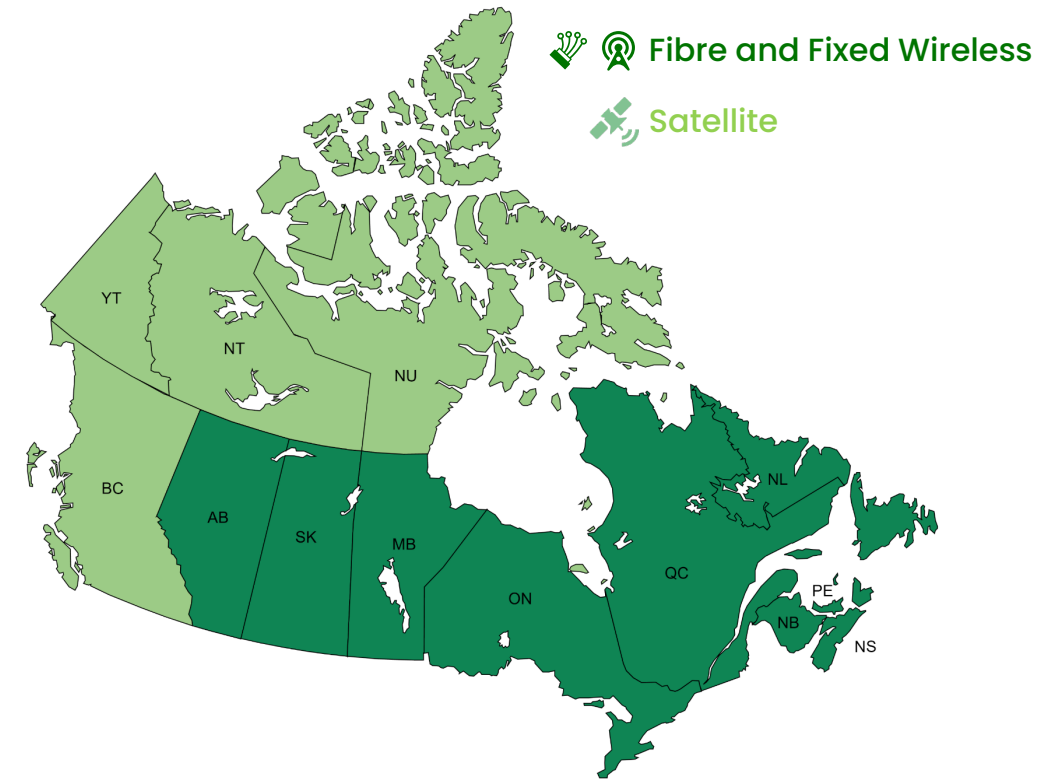 Fibre and Fixed Wireless
Satellite
YT
NT
NU
BC
AB
SK
MB
ON
QC
NL
PE
NB
NS